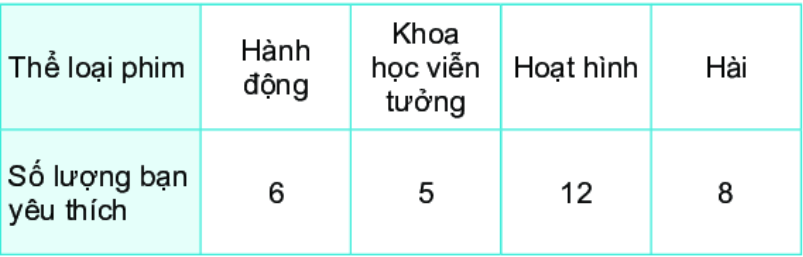 Thể loại phim
Hành
động
Khoa
học viễn
tưởng
Hoạt hình
Hài
Số lượng bạn
yêu thích
6
5
12
8